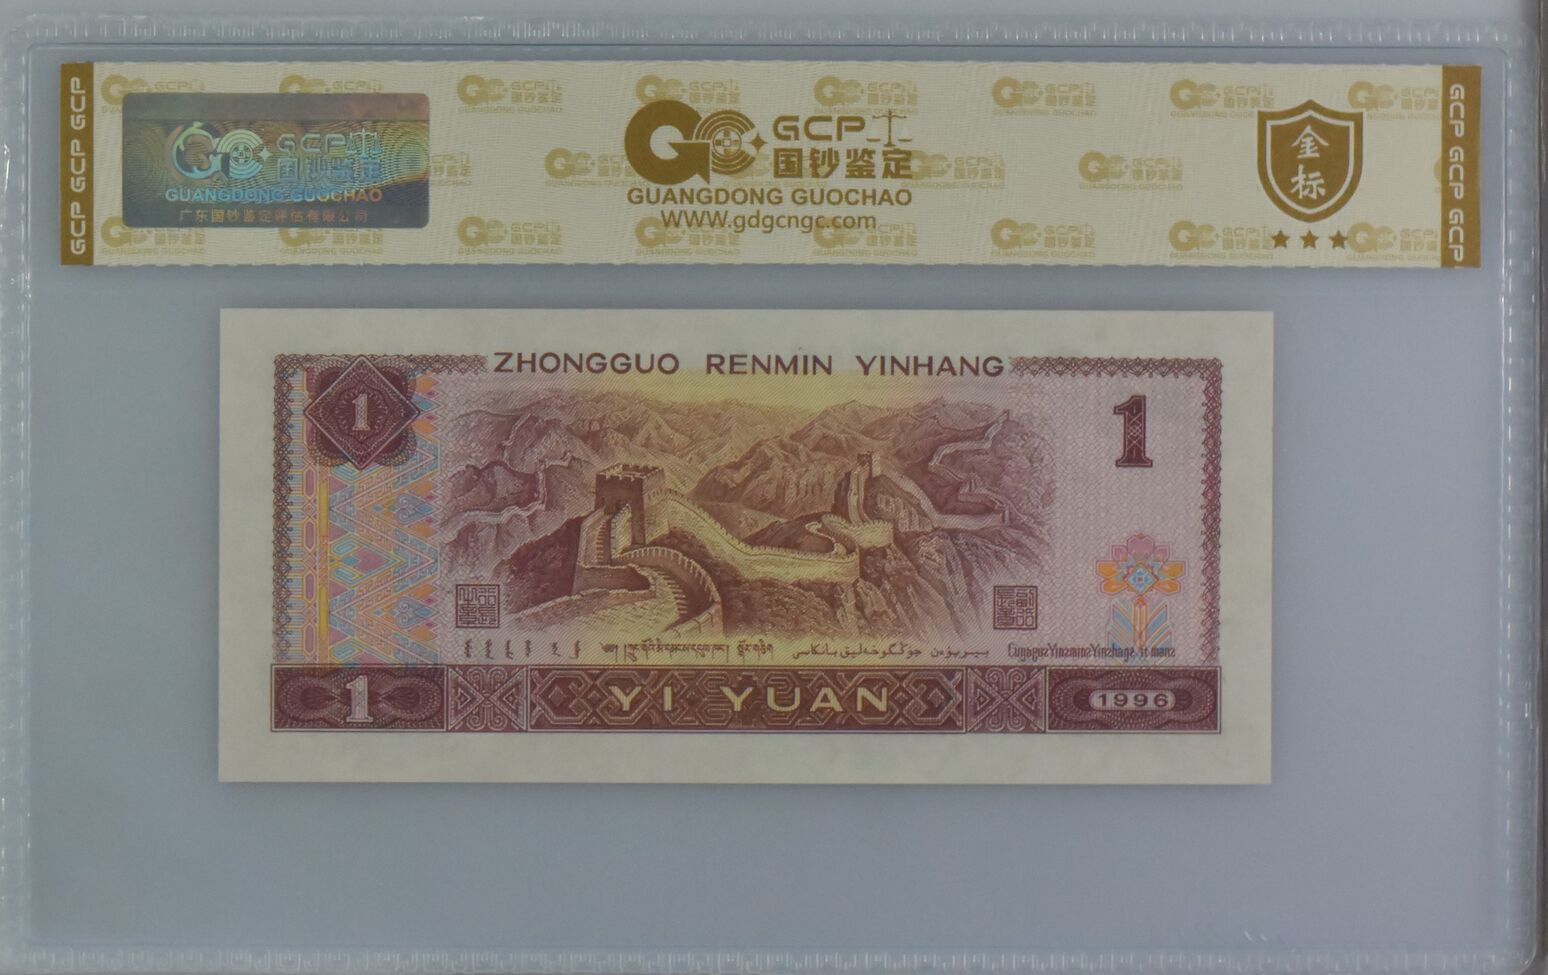 GCP GCP GCP
GCP
国钞鉴定
GUANGDONG GUOCHAO
广东国钞鉴定评估有限公司
GCP
国钞鉴定
GUANGDONG GUOCHAO
WWW.gdgcngc.com
金
标
GCP GCP GCP
ZHONGGUO RENMIN YINHANG
1
1
1
YI YUAN
1996